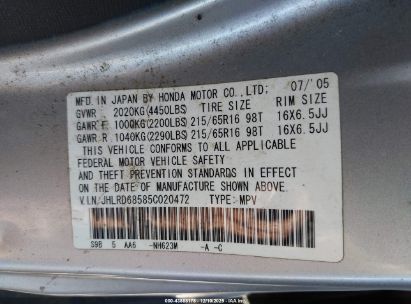 MFD. IN JAPAN BY HONDA MOTOR CO., LTD; 07/'05
GVWR 2020KG(4450LBS) TIRE SIZE RIM SIZE
GAWR F 1000KG(2200LBS) 215/65R16 98T 16X6.5JJ
GAWR R 1040KG(2290LBS) 215/65R16 98T 16X6.5JJ
THIS VEHICLE CONFORMS TO ALL APPLICABLE
FEDERAL MOTOR VEHICLE SAFETY
AND THEFT PREVENTION STANDARDS IN EFFECT
ON THE DATE OF MANUFACTURE SHOWN ABOVE.
V.I.N/JHLRD68585C020472 TYPE: MPV
S9B 5 AA6 -NH623M -A -C